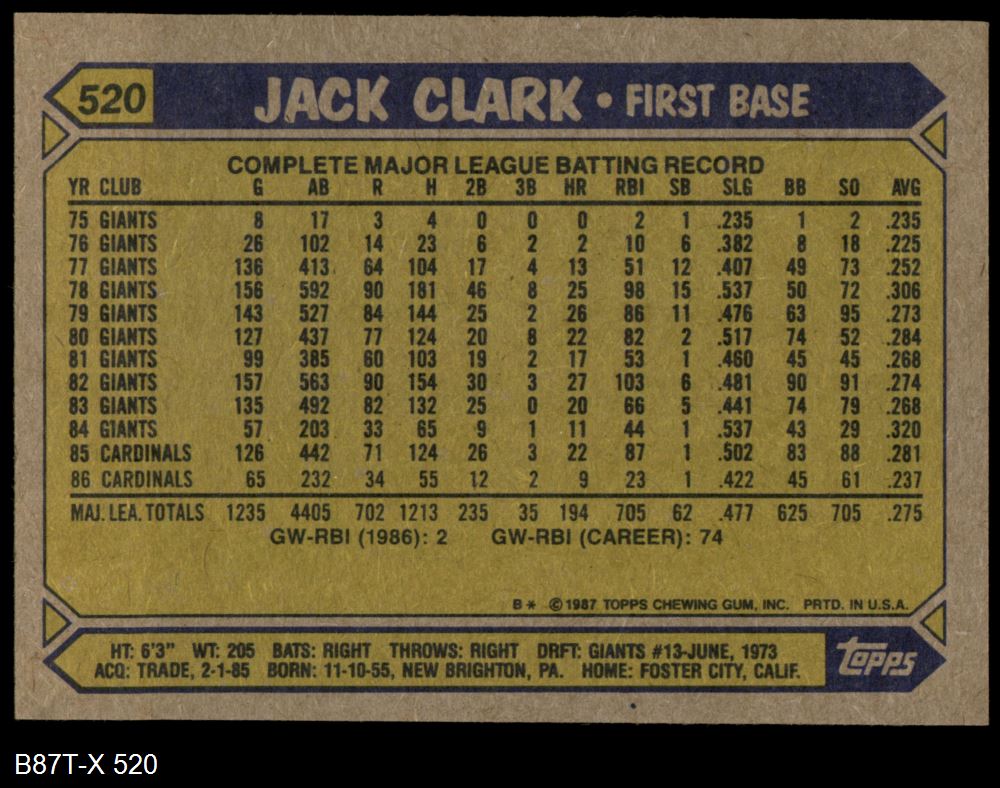 520 JACK CLARK • FIRST BASE
COMPLETE MAJOR LEAGUE BATTING RECORD
YR CLUB G AB R H 2B 3B HR RBI SB SLG BB SO AVG
75 GIANTS 8 17 3 4 0 0 0 2 1 .235 1 2 .235
76 GIANTS 26 102 14 23 6 2 2 10 6 .382 8 18 .225
77 GIANTS 136 413 64 104 17 4 13 51 12 .407 49 73 .252
78 GIANTS 156 592 90 181 46 8 25 98 15 .537 50 72 .306
79 GIANTS 143 527 84 144 25 2 26 86 11 .476 63 95 .273
80 GIANTS 127 437 77 124 20 8 22 82 2 .517 74 52 .284
81 GIANTS 99 385 60 103 19 2 17 53 1 .460 45 45 .268
82 GIANTS 157 563 90 154 30 3 27 103 6 .481 90 91 .274
83 GIANTS 135 492 82 132 25 0 20 66 5 .441 74 79 .268
84 GIANTS 57 203 33 65 9 1 11 44 1 .537 43 29 .320
85 CARDINALS 126 442 71 124 26 3 22 87 1 .502 83 88 .281
86 CARDINALS 65 232 34 55 12 2 9 23 1 .422 45 61 .237
MAJ. LEA. TOTALS 1235 4405 702 1213 235 35 194 705 62 .477 625 705 .275
GW-RBI (1986): 2 GW-RBI (CAREER): 74
B* © 1987 TOPPS CHEWING GUM, INC. PRTD. IN U.S.A.
HT: 6'3" WT: 205 BATS: RIGHT THROWS: RIGHT DRFT: GIANTS #13-JUNE, 1973
ACQ: TRADE, 2-1-85 BORN: 11-10-55, NEW BRIGHTON, PA. HOME: FOSTER CITY, CALIF.
topps
B87T-X 520